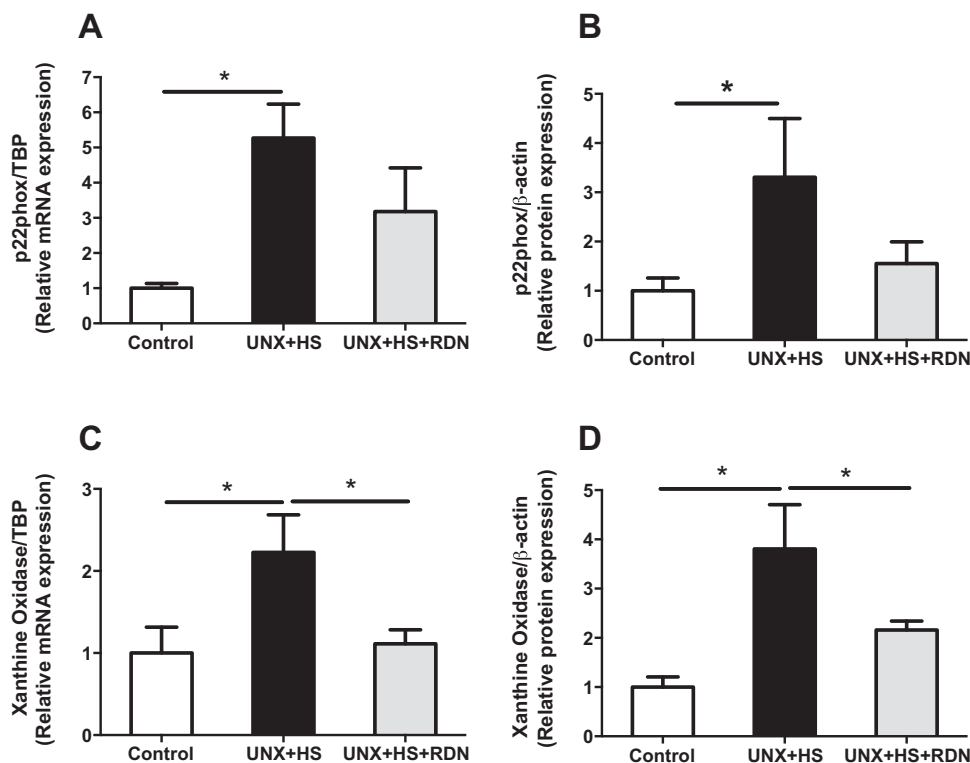 A
p22phox/TBP
(Relative mRNA expression)
7
6
5
4
3
2
1
0
*
Control UNX+HS UNX+HS+RDN
B
p22phox/β-actin
(Relative protein expression)
5
4
3
2
1
0
*
Control UNX+HS UNX+HS+RDN
C
Xanthine Oxidase/TBP
(Relative mRNA expression)
3
2
1
0
* *
Control UNX+HS UNX+HS+RDN
D
Xanthine Oxidase/β-actin
(Relative protein expression)
5
4
3
2
1
0
* *
Control UNX+HS UNX+HS+RDN